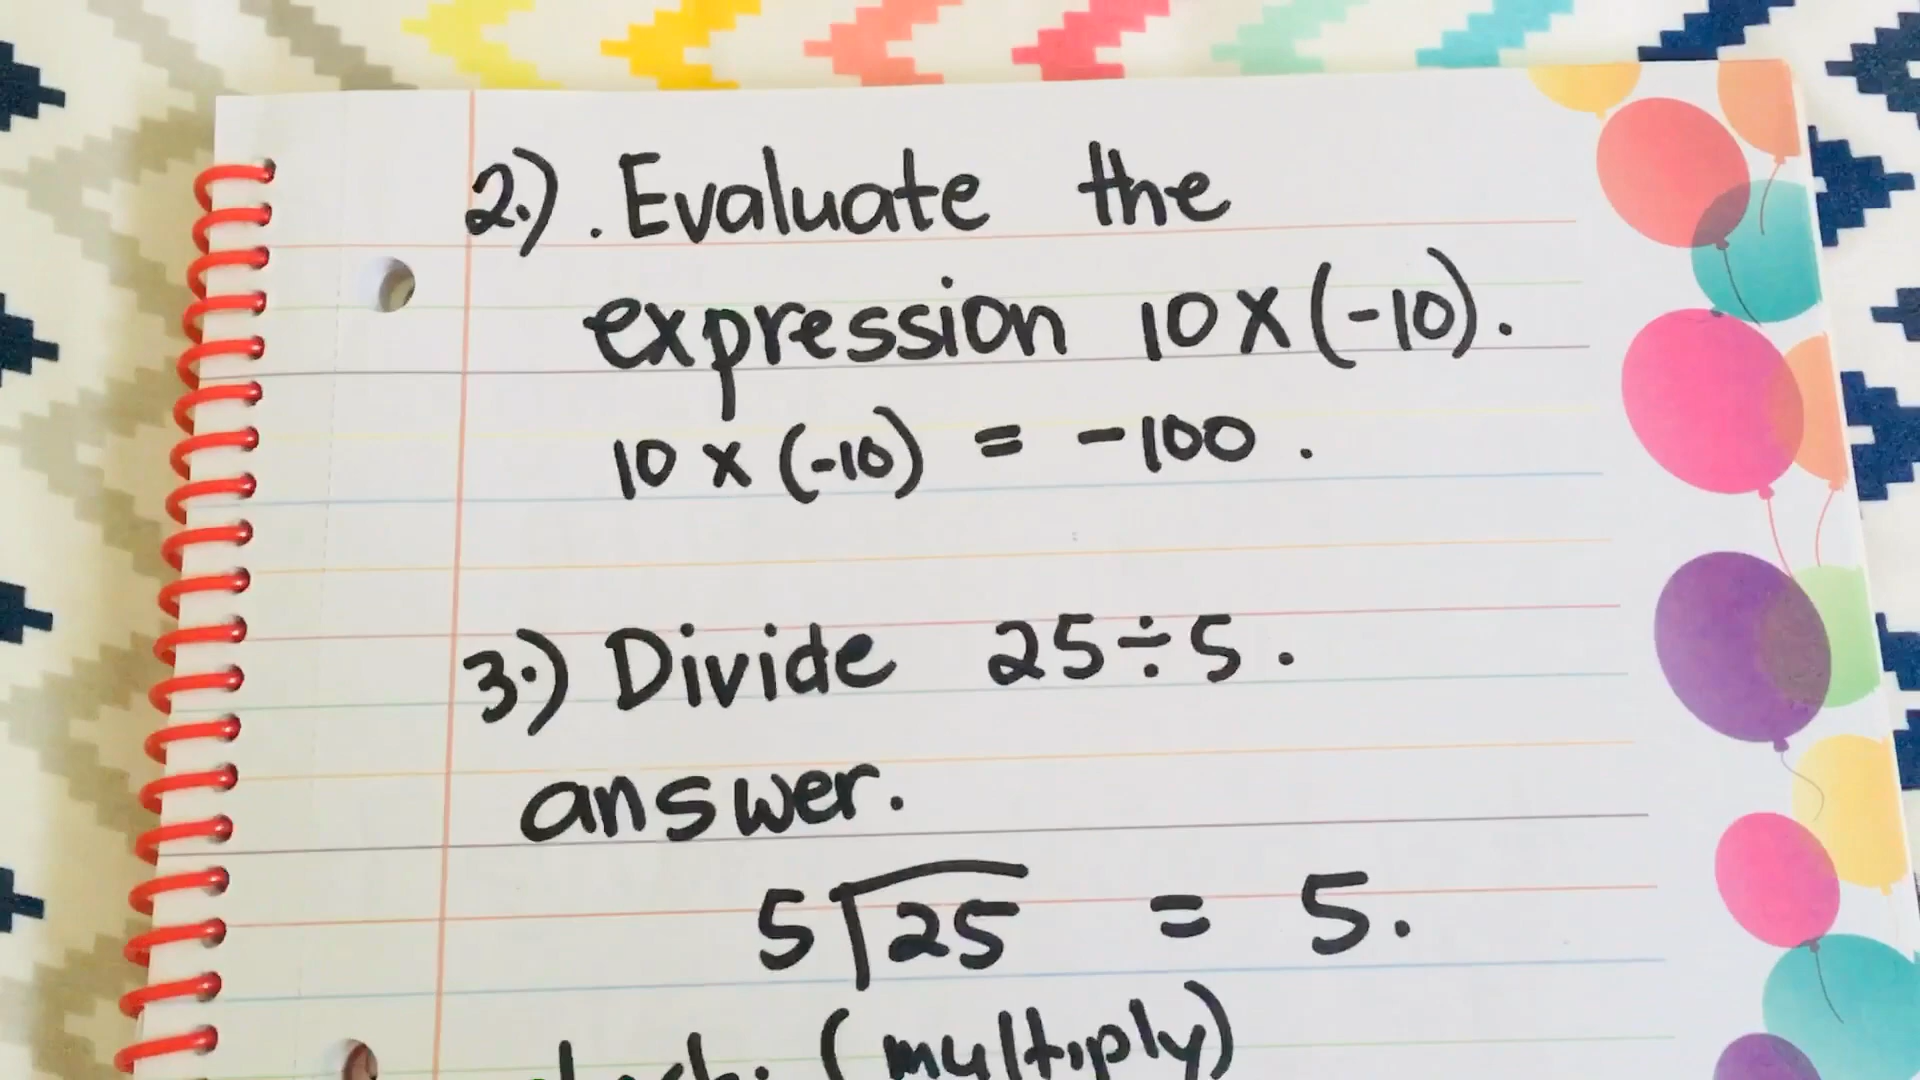 2.) . Evaluate the
expression 10 x (-10).
10 x (-10) = -100.
3.) Divide 25÷5.
answer.
5√25 = 5.
(multiply)